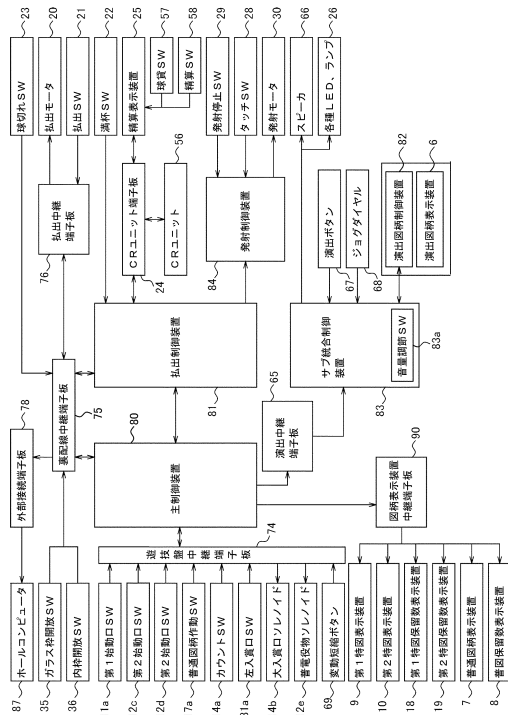 87 ホールコンピュータ
35 ガラス枠開放SW
36 内枠開放SW
外部接続端子板 78
裏配線中継端子板
75
球切れSW 23
払出モータ 20
払出SW 21
払出中継
端子板
76
満杯SW 22
精算表示装置 25
球貸SW 57
精算SW 58
CRユニット端子板
24
CRユニット 56
払出制御装置
81
主制御装置
80
発射停止SW 29
タッチSW 28
発射モータ 30
発射制御装置
84
スピーカ 66
各種LED、ランプ 26
演出ボタン
67
ジョグダイヤル
68
演出図柄制御装置 82
演出図柄表示装置 6
サブ統合制御
装置
音量調節SW
83a
83
演出中継
端子板
65
遊技盤中継端子板
74
1a 第1始動口SW
2c 第2始動口SW
2d 第2始動口SW
7a 普通図柄作動SW
4a カウントSW
31a 左入賞口SW
4b 大入賞口ソレノイド
2e 普電役物ソレノイド
69 変動短縮ボタン
図柄表示装置
中継端子板
90
9 第1特図表示装置
10 第2特図表示装置
18 第1特図保留数表示装置
19 第2特図保留数表示装置
7 普通図柄表示装置
8 普図保留数表示装置